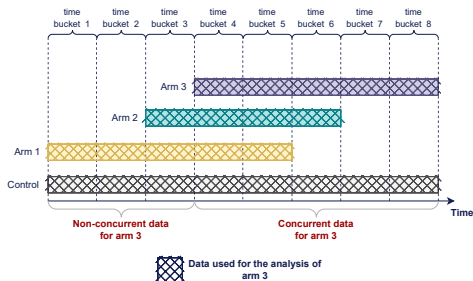 time time time time time time time time
bucket 1 bucket 2 bucket 3 bucket 4 bucket 5 bucket 6 bucket 7 bucket 8
Arm 3
Arm 2
Arm 1
Control
Time
Non-concurrent data
for arm 3
Concurrent data
for arm 3
Data used for the analysis of
arm 3